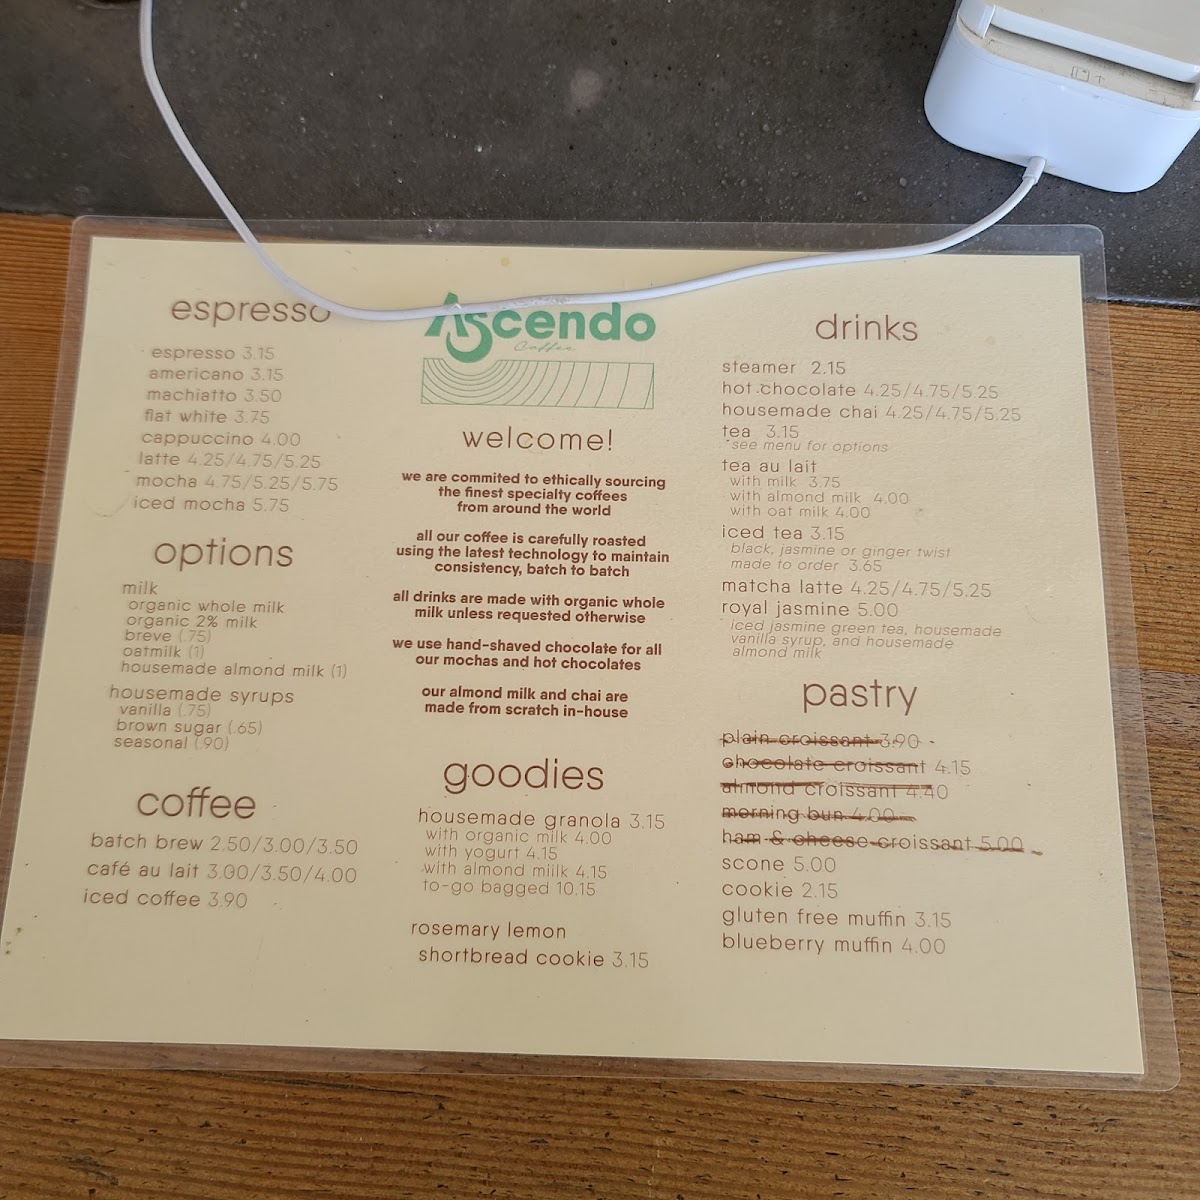 espresso
espresso 3.15
americano 3.15
machiatto 3.50
flat white 3.75
cappuccino 4.00
latte 4.25/4.75/5.25
mocha 4.75/5.25/5.75
iced mocha 5.75
options
milk
organic whole milk
organic 2% milk
breve (.75)
oatmilk (1)
housemade almond milk (1)
housemade syrups
vanilla (.75)
brown sugar (.65)
seasonal (.90)
coffee
batch brew 2.50/3.00/3.50
café au lait 3.00/3.50/4.00
iced coffee 3.90
Ascendo
Coffee
welcome!
we are commited to ethically sourcing
the finest specialty coffees
from around the world
all our coffee is carefully roasted
using the latest technology to maintain
consistency, batch to batch
all drinks are made with organic whole
milk unless requested otherwise
we use hand-shaved chocolate for all
our mochas and hot chocolates
our almond milk and chai are
made from scratch in-house
goodies
housemade granola 3.15
with organic milk 4.00
with yogurt 4.15
with almond miilk 4.15
to-go bagged 10.15
rosemary lemon
shortbread cookie 3.15
drinks
steamer 2.15
hot chocolate 4.25/4.75/5.25
housemade chai 4.25/4.75/5.25
tea 3.15
*see menu for options
tea au lait
with milk 3.75
with almond milk 4.00
with oat milk 4.00
iced tea 3.15
black, jasmine or ginger twist
made to order 3.65
matcha latte 4.25/4.75/5.25
royal jasmine 5.00
iced jasmine green tea, housemade
vanilla syrup, and housemade
almond milk
pastry
plain croissant 3.90
chocolate croissant 4.15
almond croissant 4.40
morning bun 4.00
ham & cheese croissant 5.00
scone 5.00
cookie 2.15
gluten free muffin 3.15
blueberry muffin 4.00